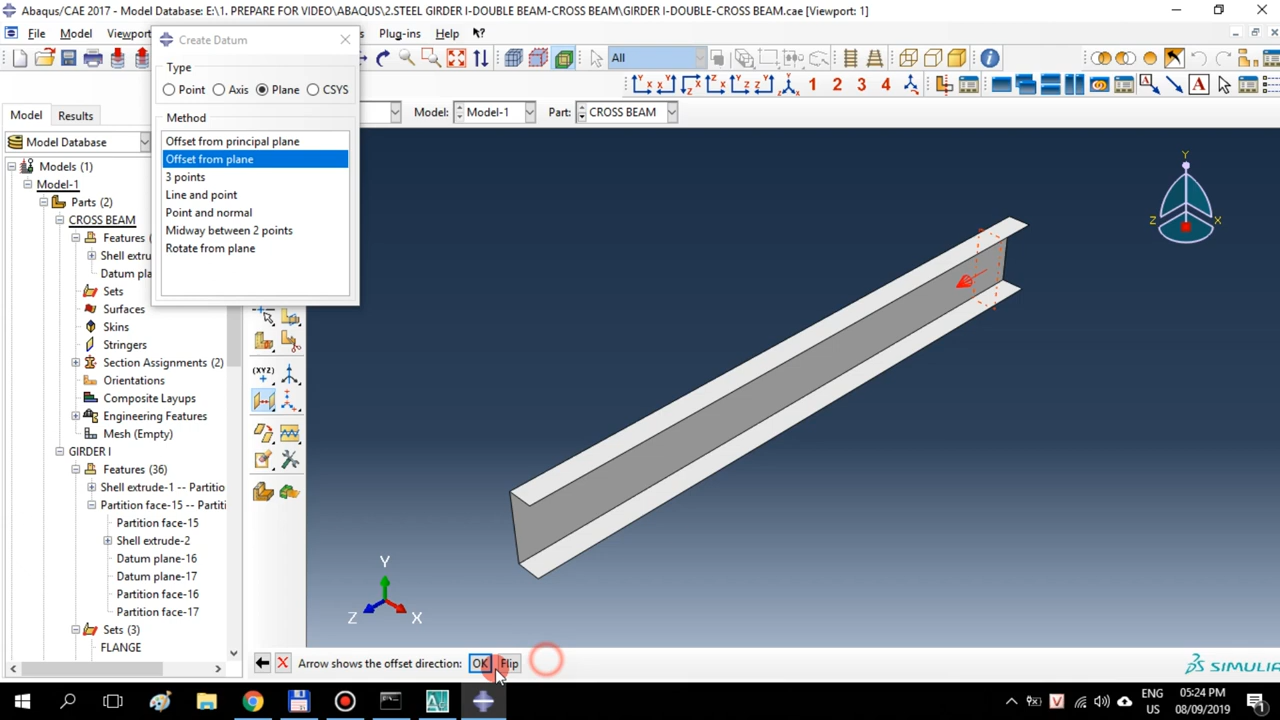 Abaqus/CAE 2017 - Model Database: E:\1. PREPARE FOR VIDEO\ABAQUS\2.STEEL GIRDER I-DOUBLE BEAM-CROSS BEAM\GIRDER I-DOUBLE-CROSS BEAM.cae [Viewport: 1]
File Model Viewport Plug-ins Help
Create Datum
Type
Point Axis Plane CSYS
Method
Offset from principal plane
Offset from plane
3 points
Line and point
Point and normal
Midway between 2 points
Rotate from plane
All
1 2 3 4
Model: Model-1 Part: CROSS BEAM
Model Results
Model Database
Models (1)
Model-1
Parts (2)
CROSS BEAM
Features (
Shell extru
Datum pla
Sets
Surfaces
Skins
Stringers
Section Assignments (2)
Orientations
Composite Layups
Engineering Features
Mesh (Empty)
GIRDER I
Features (36)
Shell extrude-1 -- Partitio
Partition face-15 -- Partiti
Partition face-15
Shell extrude-2
Datum plane-16
Datum plane-17
Partition face-16
Partition face-17
Sets (3)
FLANGE
(XYZ)
Y
Z X
Y
Z X
Arrow shows the offset direction: OK Flip
SIMULIA
ENG
US
05:24 PM
08/09/2019